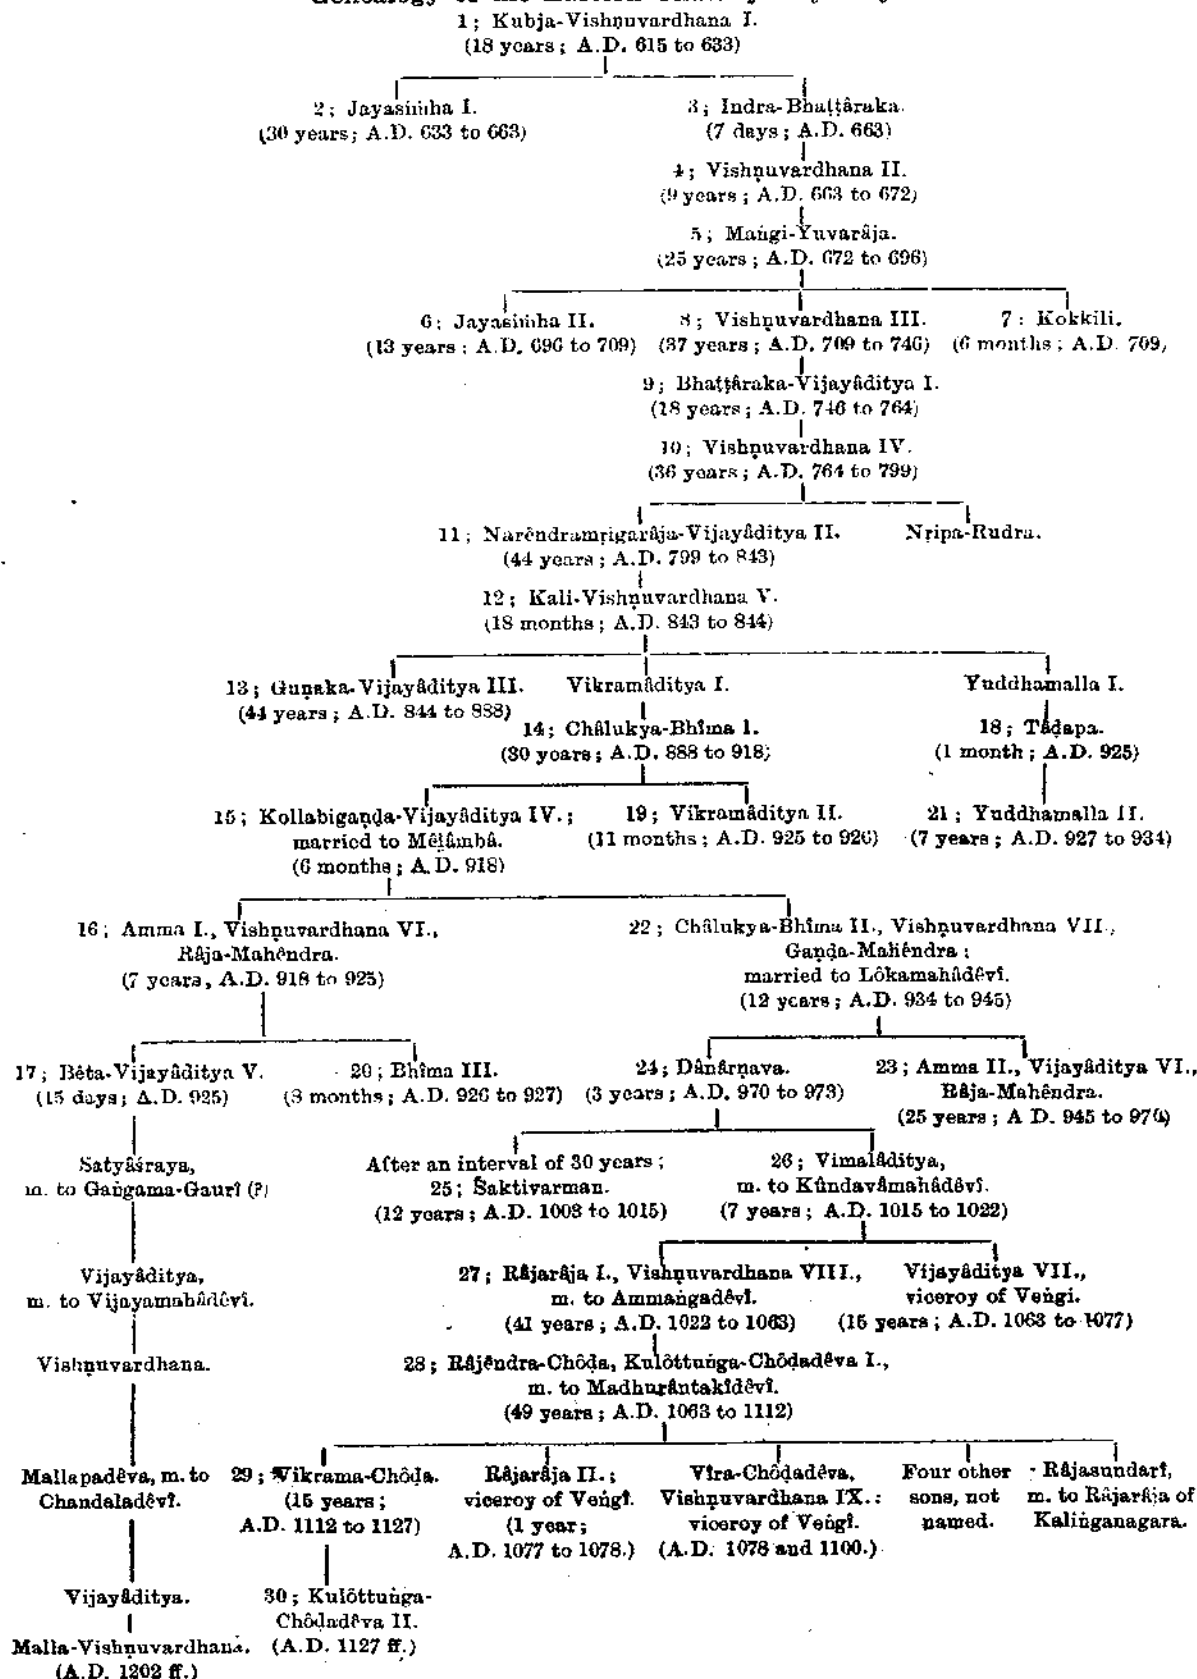 Genealogy of the Eastern
1; Kubja-Vishṇuvardhana I.
(18 years; A.D. 615 to 633)
2; Jayasiṁha I.
(30 years; A.D. 633 to 663)
3; Indra-Bhaṭṭâraka.
(7 days; A.D. 663)
4; Vishṇuvardhana II.
(9 years; A.D. 663 to 672)
5; Maṅgi-Yuvarâja.
(25 years; A.D. 672 to 696)
6; Jayasiṁha II.
(13 years; A.D. 696 to 709)
8; Vishṇuvardhana III.
(37 years; A.D. 709 to 746)
7: Kokkili.
(6 months; A.D. 709)
9; Bhaṭṭâraka-Vijayâditya I.
(18 years; A.D. 746 to 764)
10; Vishṇuvardhana IV.
(36 years; A.D. 764 to 799)
11; Narêndramṛigarâja-Vijayâditya II.
(44 years; A.D. 799 to 843)
Nṛipa-Rudra.
12; Kali-Vishṇuvardhana V.
(18 months; A.D. 843 to 844)
13; Guṇaka-Vijayâditya III.
(44 years; A.D. 844 to 888)
Vikramâditya I.
14; Châlukya-Bhîma I.
(30 years; A.D. 888 to 918)
Yuddhamalla I.
18; Tâḍapa.
(1 month; A.D. 925)
15; Kollabigaṇḍa-Vijayâditya IV.;
married to Mêḷâmbâ.
(6 months; A.D. 918)
19; Vikramâditya II.
(11 months; A.D. 925 to 926)
21; Yuddhamalla II.
(7 years; A.D. 927 to 934)
16; Amma I., Vishṇuvardhana VI.,
Râja-Mahêndra.
(7 years, A.D. 918 to 925)
22; Châlukya-Bhîma II., Vishṇuvardhana VII.,
Gaṇḍa-Mahêndra;
married to Lôkamahâdêvî.
(12 years; A.D. 934 to 945)
17; Bêta-Vijayâditya V.
(15 days; A.D. 925)
20; Bhîma III.
(8 months; A.D. 926 to 927)
24; Dânârṇava.
(3 years; A.D. 970 to 973)
23; Amma II., Vijayâditya VI.,
Râja-Mahêndra.
(25 years; A D. 945 to 970)
Satyâśraya,
m. to Gaṅgama-Gaurî (?)
After an interval of 30 years;
25; Śaktivarman.
(12 years; A.D. 1003 to 1015)
26; Vimalâditya,
m. to Kûndavâmahâdêvî.
(7 years; A.D. 1015 to 1022)
Vijayâditya,
m. to Vijayamahâdêvî.
27; Râjarâja I., Vishṇuvardhana VIII.,
m. to Ammaṅgadêvî.
(41 years; A.D. 1022 to 1063)
Vijayâditya VII.,
viceroy of Veṅgi.
(15 years; A.D. 1063 to 1077)
Vishṇuvardhana.
28; Râjêndra-Chôḍa, Kulôttuṅga-Chôḍadêva I.,
m. to Madhurântakîdêvî.
(49 years; A.D. 1063 to 1112)
Mallapadêva, m. to
Chandaladêvî.
29; Vikrama-Chôḍa.
(15 years;
A.D. 1112 to 1127)
Râjarâja II.;
viceroy of Veṅgî.
(1 year;
A.D. 1077 to 1078.)
Vîra-Chôḍadêva,
Vishṇuvardhana IX.:
viceroy of Veṅgî.
(A.D. 1078 and 1100.)
Four other
sons, not
named.
Râjasundarî,
m. to Râjarâja of
Kaliṅganagara.
Vijayâditya.
30; Kulôttuṅga-
Chôḍadêva II.
(A.D. 1127 ff.)
Malla-Vishṇuvardhana.
(A.D. 1202 ff.)